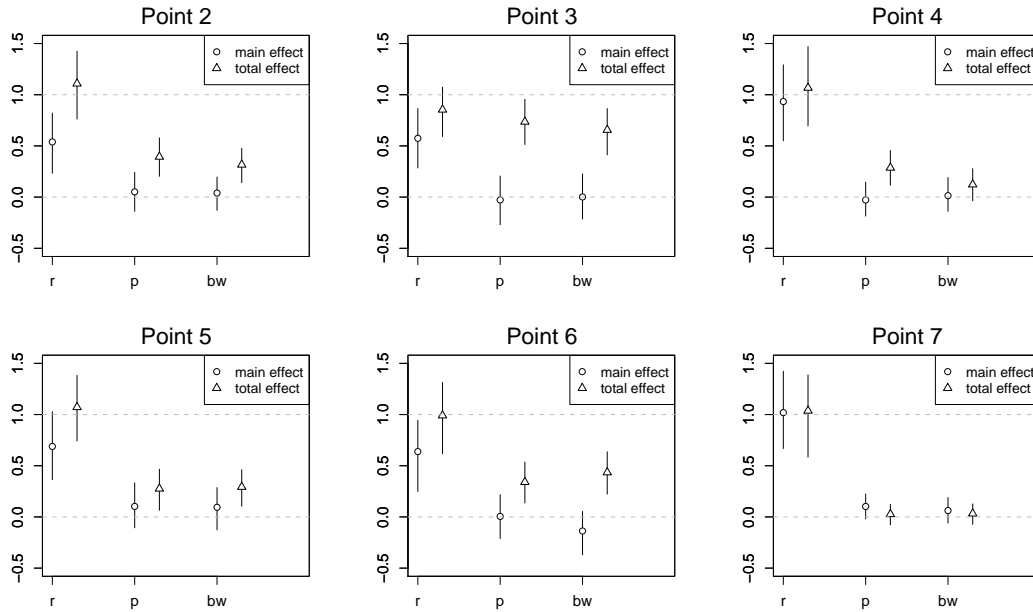 Point 2
main effect
total effect
1.5
1.0
0.5
0.0
−0.5
r p bw
Point 3
main effect
total effect
1.5
1.0
0.5
0.0
−0.5
r p bw
Point 4
main effect
total effect
1.5
1.0
0.5
0.0
−0.5
r p bw
Point 5
main effect
total effect
1.5
1.0
0.5
0.0
−0.5
r p bw
Point 6
main effect
total effect
1.5
1.0
0.5
0.0
−0.5
r p bw
Point 7
main effect
total effect
1.5
1.0
0.5
0.0
−0.5
r p bw